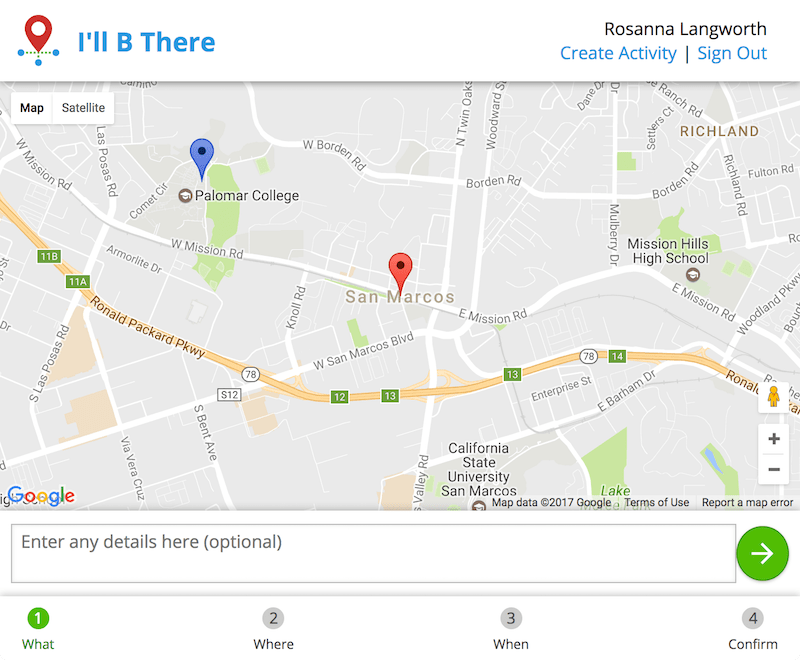 I'll B There
Rosanna Langworth
Create Activity | Sign Out
Map
Satellite
W Mission Rd
Las Posas Rd
Comet Cir
Palomar College
W Borden Rd
Borden Rd
N Twin Oaks
Woodward S
Dane Dr
Ranch Rd
Settlers Ct
RICHLAND
Borden Rd
Richland Rd
Fulton Rd
Mulberry Dr
Mission Hills
High School
E Mission Rd
Woodland Pkwy
11B
Armorlite Dr
W Mission Rd
11A
San Marcos
E Mission Rd
Knoll Rd
Ronald Packard Pkwy
W San Marcos Blvd
S Las Posas Rd
78
S12
12
13
13
78
14
Enterprise St
E Barham Dr
S Bent Ave
Via Vera Cruz
California
State
University
San Marcos
Lake
Google
Map data ©2017 Google
Terms of Use
Report a map error
Enter any details here (optional)
1
2
3
4
What
Where
When
Confirm